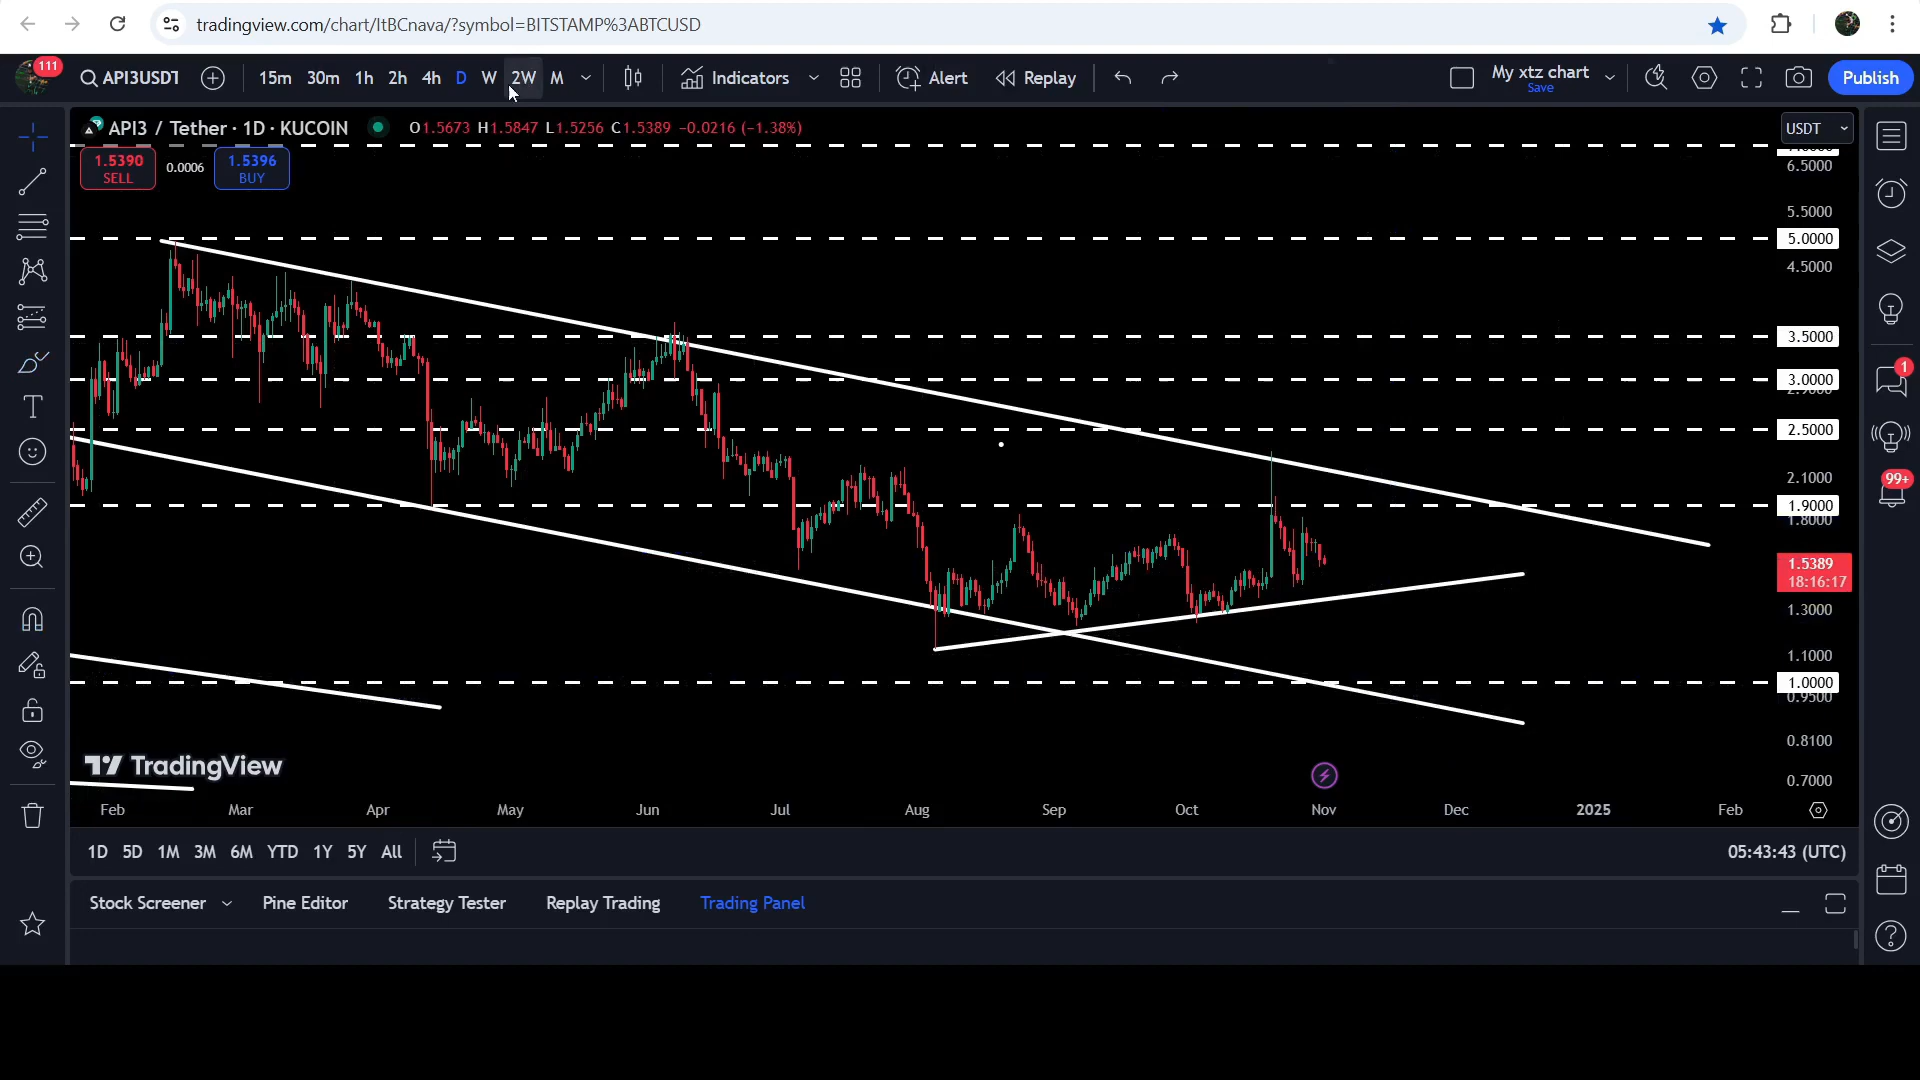 tradingview.com/chart/ItBCnava/?symbol=BITSTAMP%3ABTCUSD
111
API3USDT
15m 30m 1h 2h 4h D W 2W M
Indicators
Alert
Replay
My xtz chart
Save
Publish
API3 / Tether · 1D · KUCOIN
O1.5673 H1.5847 L1.5256 C1.5389 −0.0216 (−1.38%)
USDT
1.5390
SELL
0.0006
1.5396
BUY
6.5000
5.5000
5.0000
4.5000
3.5000
3.0000
2.5000
2.1000
1.9000
1.8000
1.5389
18:16:17
1.3000
1.1000
1.0000
0.9500
0.8100
0.7000
1
99+
TradingView
Feb Mar Apr May Jun Jul Aug Sep Oct Nov Dec 2025 Feb
1D 5D 1M 3M 6M YTD 1Y 5Y All
05:43:43 (UTC)
Stock Screener Pine Editor Strategy Tester Replay Trading Trading Panel